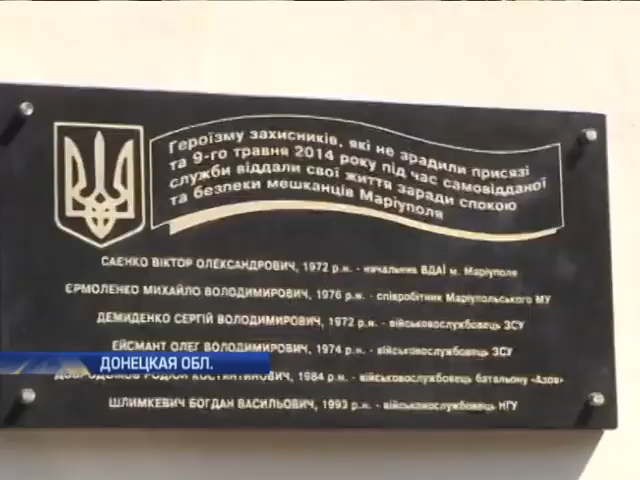 Героїзму захисників, які не зрадили присязі
та 9-го травня 2014 року під час самовідданої
служби віддали свої життя заради спокою
та безпеки мешканців Маріуполя
САЄНКО ВІКТОР ОЛЕКСАНДРОВИЧ, 1972 р.н. - начальник ВДАЇ м. Маріуполя
ЄРМОЛЕНКО МИХАЙЛО ВОЛОДИМИРОВИЧ, 1976 р.н. - співробітник Маріупольського МУ
ДЕМИДЕНКО СЕРГІЙ ВОЛОДИМИРОВИЧ, 1972 р.н. - військовослужбовець ЗСУ
ЕЙСМАНТ ОЛЕГ ВОЛОДИМИРОВИЧ, 1974 р.н. - військовослужбовець ЗСУ
ДОНЕЦКАЯ ОБЛ.
РОДІОН КОСТЯНТИНОВИЧ, 1984 р.н. - військовослужбовець батальону «Азов»
ШЛИМКЕВИЧ БОГДАН ВАСИЛЬОВИЧ, 1993 р.н. - військовослужбовець НГУ